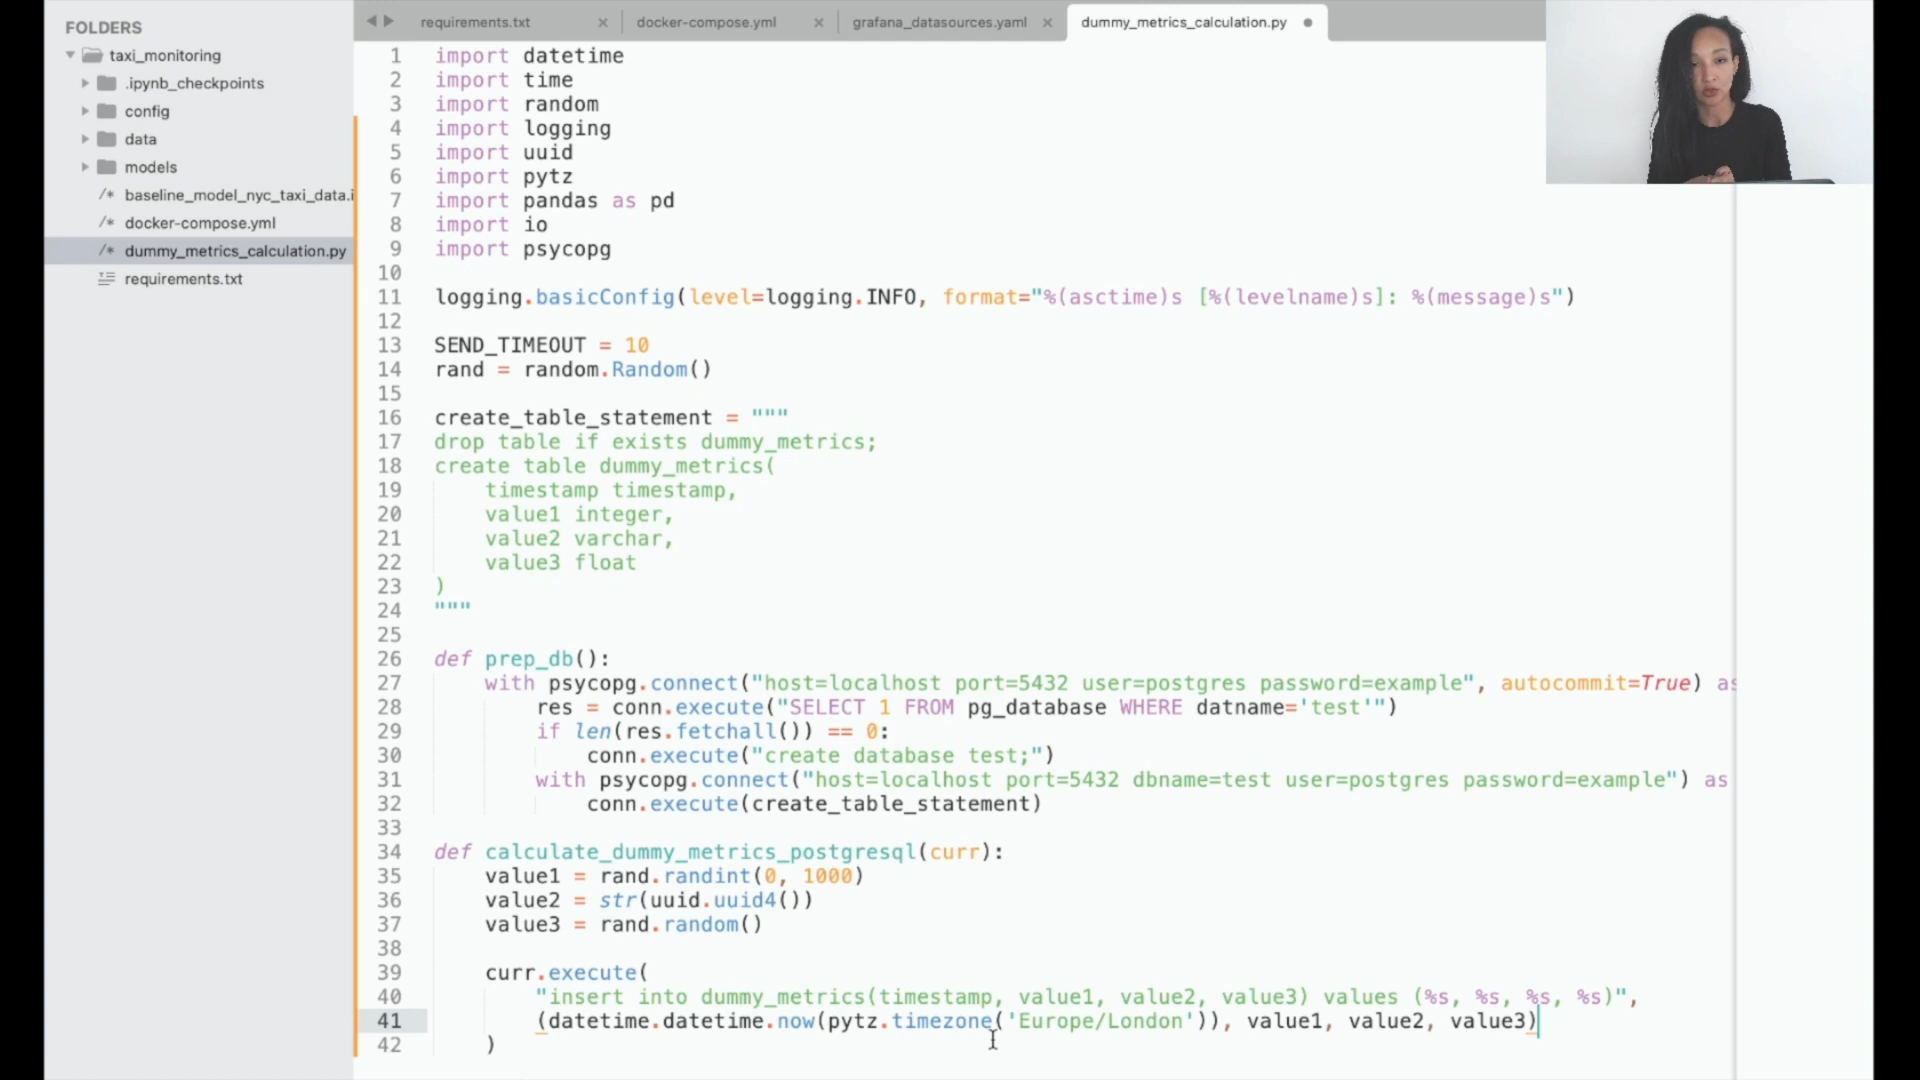 FOLDERS
taxi_monitoring
.ipynb_checkpoints
config
data
models
/* baseline_model_nyc_taxi_data.i
/* docker-compose.yml
/* dummy_metrics_calculation.py
requirements.txt
requirements.txt × docker-compose.yml × grafana_datasources.yaml × dummy_metrics_calculation.py
1 import datetime
2 import time
3 import random
4 import logging
5 import uuid
6 import pytz
7 import pandas as pd
8 import io
9 import psycopg
10
11 logging.basicConfig(level=logging.INFO, format="%(asctime)s [%(levelname)s]: %(message)s")
12
13 SEND_TIMEOUT = 10
14 rand = random.Random()
15
16 create_table_statement = """
17 drop table if exists dummy_metrics;
18 create table dummy_metrics(
19     timestamp timestamp,
20     value1 integer,
21     value2 varchar,
22     value3 float
23 )
24 """
25
26 def prep_db():
27     with psycopg.connect("host=localhost port=5432 user=postgres password=example", autocommit=True) as
28         res = conn.execute("SELECT 1 FROM pg_database WHERE datname='test'")
29         if len(res.fetchall()) == 0:
30             conn.execute("create database test;")
31         with psycopg.connect("host=localhost port=5432 dbname=test user=postgres password=example") as
32             conn.execute(create_table_statement)
33
34 def calculate_dummy_metrics_postgresql(curr):
35     value1 = rand.randint(0, 1000)
36     value2 = str(uuid.uuid4())
37     value3 = rand.random()
38
39     curr.execute(
40         "insert into dummy_metrics(timestamp, value1, value2, value3) values (%s, %s, %s, %s)",
41         (datetime.datetime.now(pytz.timezone('Europe/London')), value1, value2, value3)
42     )